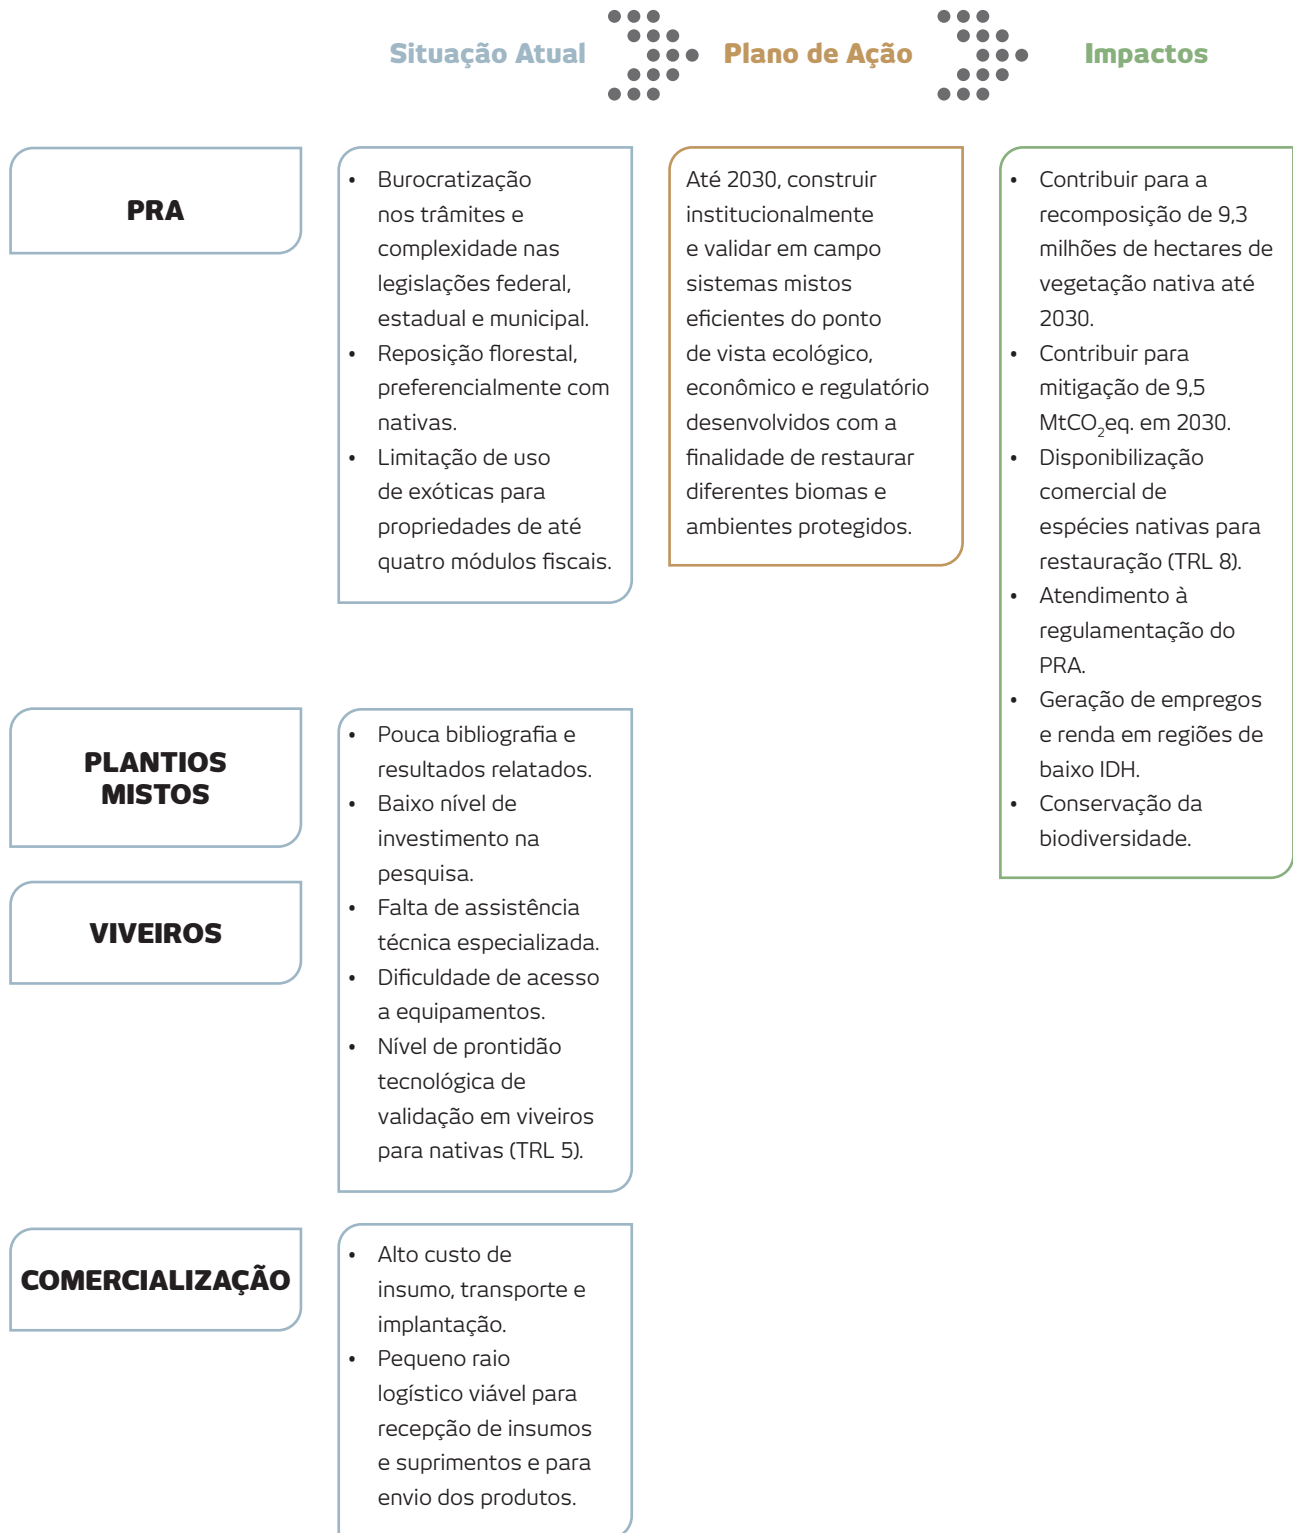 Situação Atual
Plano de Ação
Impactos
PRA
• Burocratização
nos trâmites e
complexidade nas
legislações federal,
estadual e municipal.
• Reposição florestal,
preferencialmente com
nativas.
• Limitação de uso
de exóticas para
propriedades de até
quatro módulos fiscais.
Até 2030, construir
institucionalmente
e validar em campo
sistemas mistos
eficientes do ponto
de vista ecológico,
econômico e regulatório
desenvolvidos com a
finalidade de restaurar
diferentes biomas e
ambientes protegidos.
• Contribuir para a
recomposição de 9,3
milhões de hectares de
vegetação nativa até
2030.
• Contribuir para
mitigação de 9,5
MtCO₂eq. em 2030.
• Disponibilização
comercial de
espécies nativas para
restauração (TRL 8).
• Atendimento à
regulamentação do
PRA.
• Geração de empregos
e renda em regiões de
baixo IDH.
• Conservação da
biodiversidade.
PLANTIOS
MISTOS
VIVEIROS
• Pouca bibliografia e
resultados relatados.
• Baixo nível de
investimento na
pesquisa.
• Falta de assistência
técnica especializada.
• Dificuldade de acesso
a equipamentos.
• Nível de prontidão
tecnológica de
validação em viveiros
para nativas (TRL 5).
COMERCIALIZAÇÃO
• Alto custo de
insumo, transporte e
implantação.
• Pequeno raio
logístico viável para
recepção de insumos
e suprimentos e para
envio dos produtos.